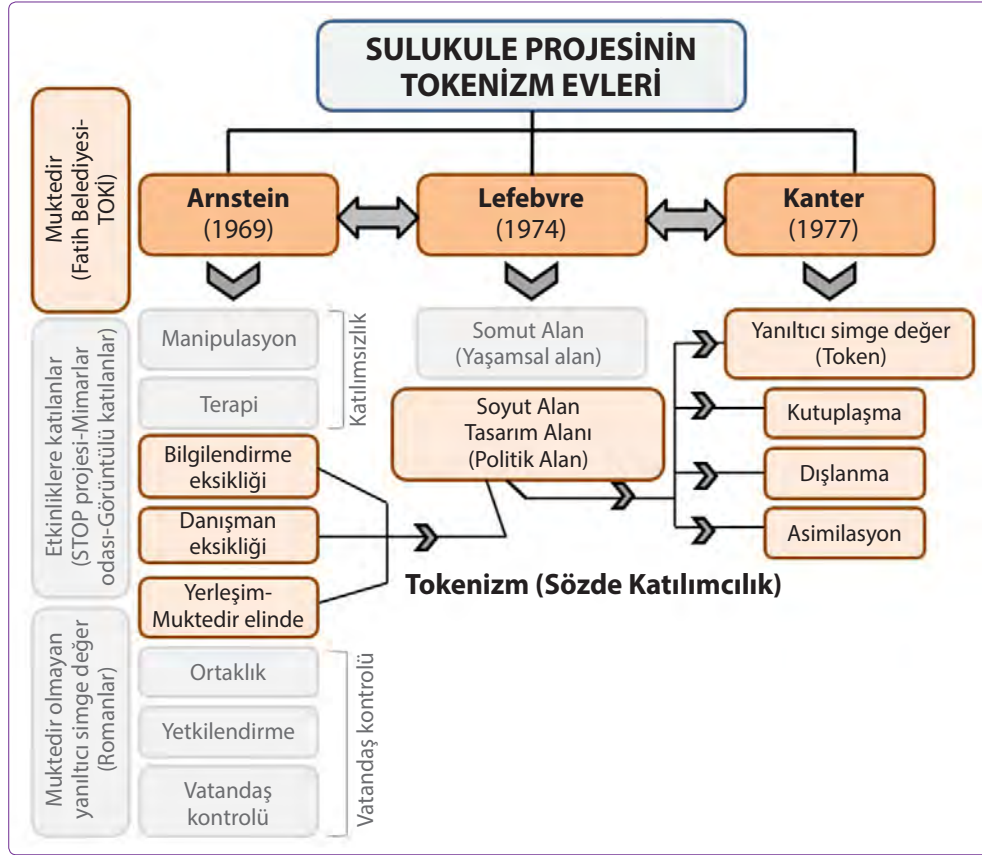 SULUKULE PROJESİNİN
TOKENİZM EVLERİ
Muktedir
(Fatih Belediyesi-
TOKİ)
Arnstein
(1969)
Lefebvre
(1974)
Kanter
(1977)
Etkinliklere katılanlar
(STOP projesi-Mimarlar
odası-Görüntülü katılanlar)
Manipulasyon
Terapi
Katılımsızlık
Bilgilendirme
eksikliği
Danışman
eksikliği
Yerleşim-
Muktedir elinde
Somut Alan
(Yaşamsal alan)
Soyut Alan
Tasarım Alanı
(Politik Alan)
Yanıltıcı simge değer
(Token)
Kutuplaşma
Dışlanma
Asimilasyon
Tokenizm (Sözde Katılımcılık)
Muktedir olmayan
yanıltıcı simge değer
(Romanlar)
Ortaklık
Yetkilendirme
Vatandaş
kontrolü
Vatandaş kontrolü